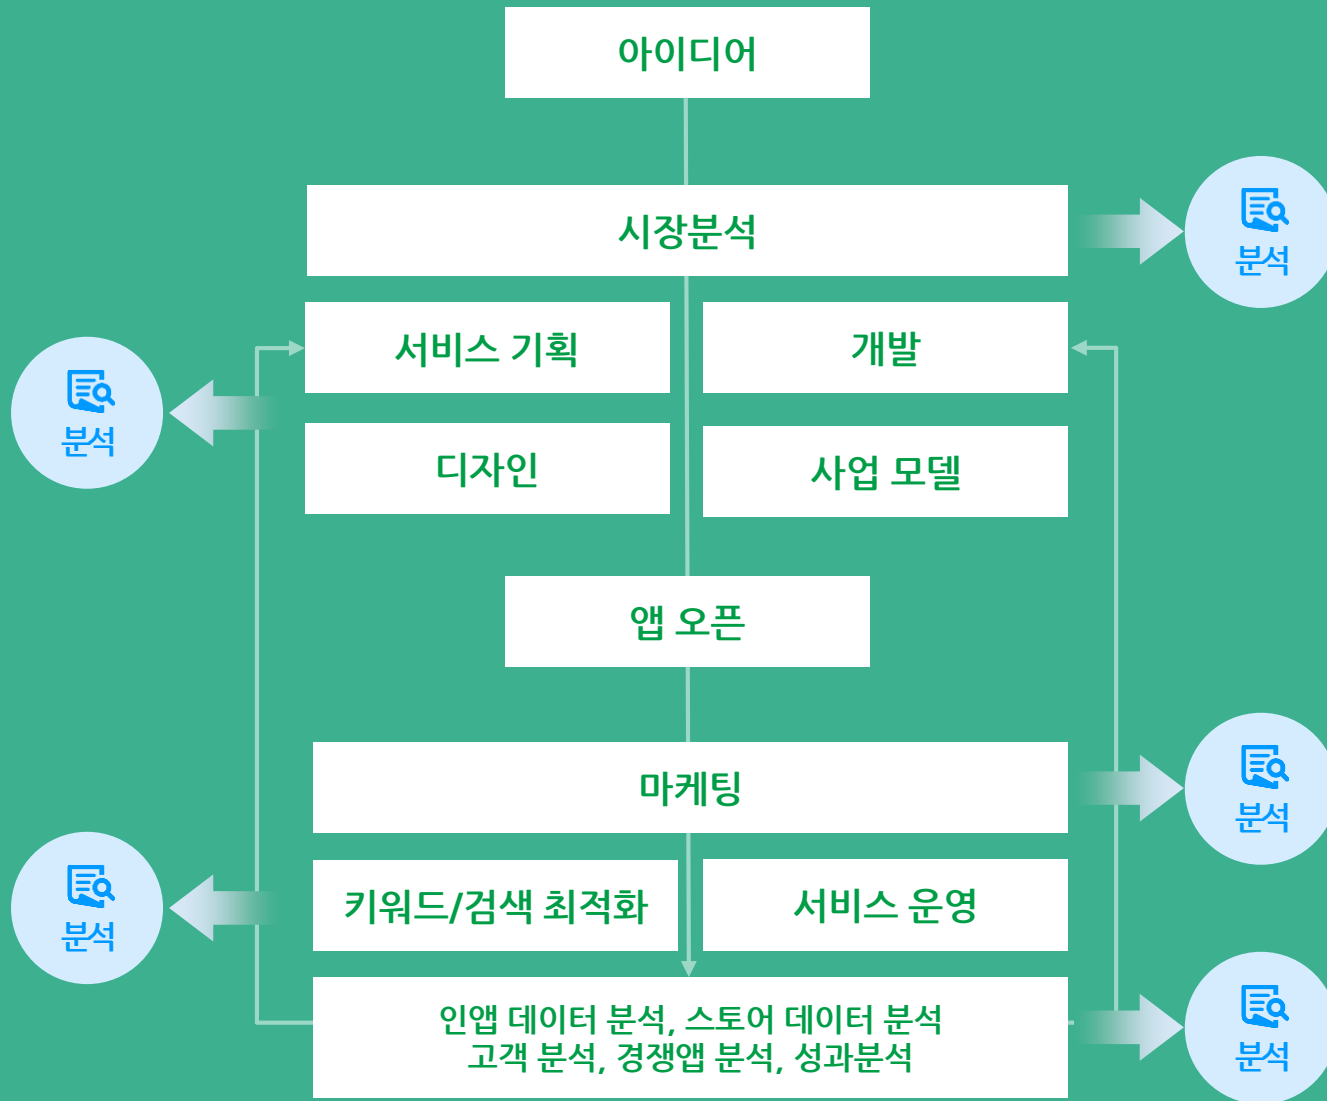 아이디어
시장분석
분석
서비스 기획
개발
분석
디자인
사업 모델
앱 오픈
마케팅
분석
키워드/검색 최적화
서비스 운영
분석
인앱 데이터 분석, 스토어 데이터 분석
고객 분석, 경쟁앱 분석, 성과분석
분석